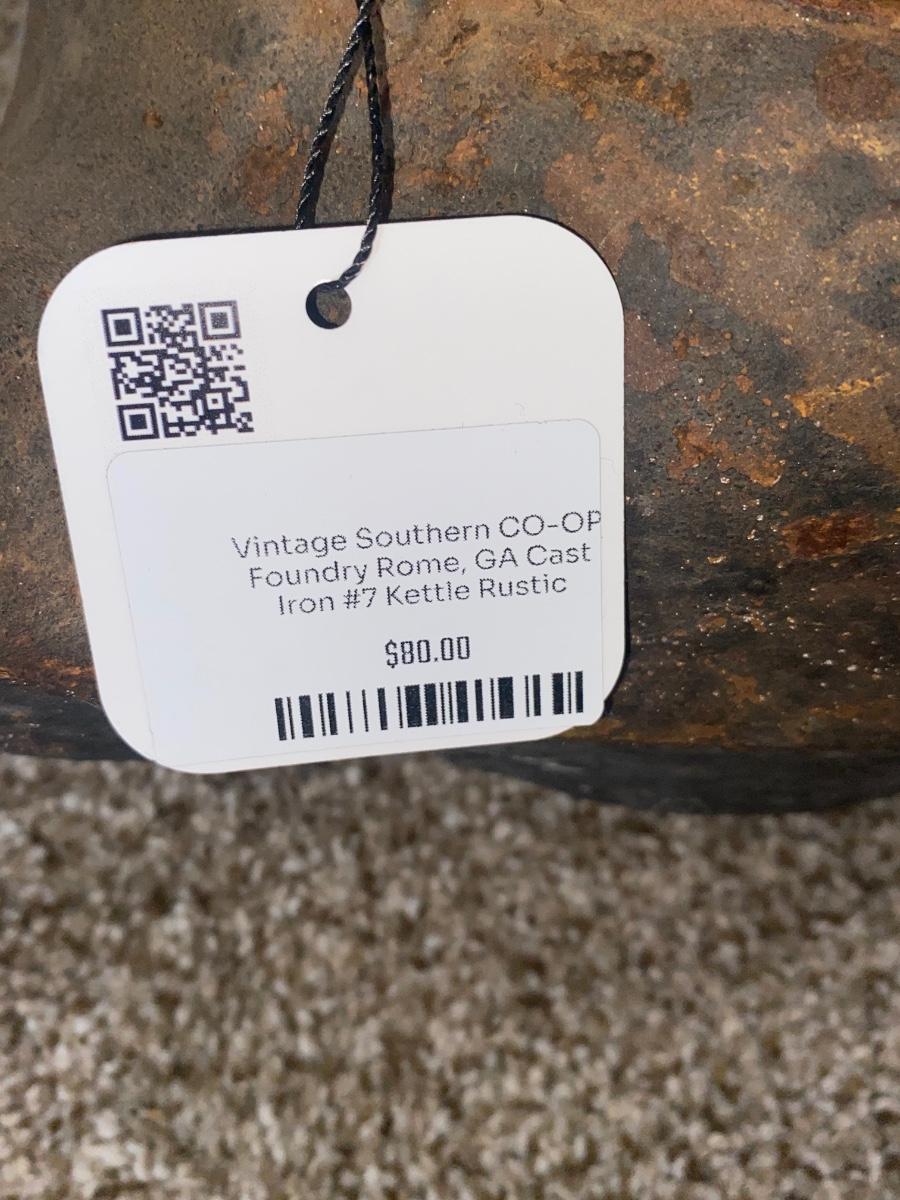 Vintage Southern CO-OP
Foundry Rome, GA Cast
Iron #7 Kettle Rustic
$80.00